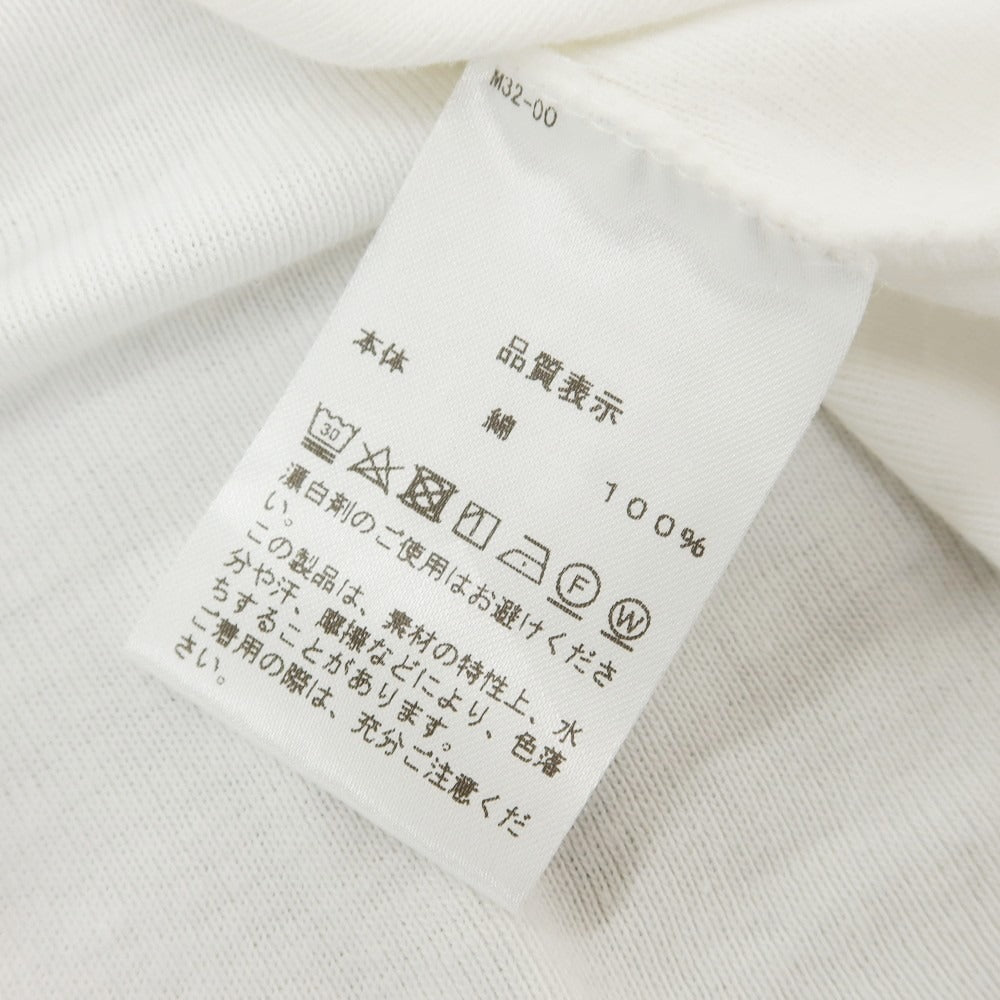 M32-00
品質表示
本体 綿 100%
30 F W
漂白剤のご使用はお避けくださ
い。
この製品は、素材の特性上、水
分や汗、摩擦などにより、色落
ちすることがあります。
ご着用の際は、充分ご注意くだ
さい。